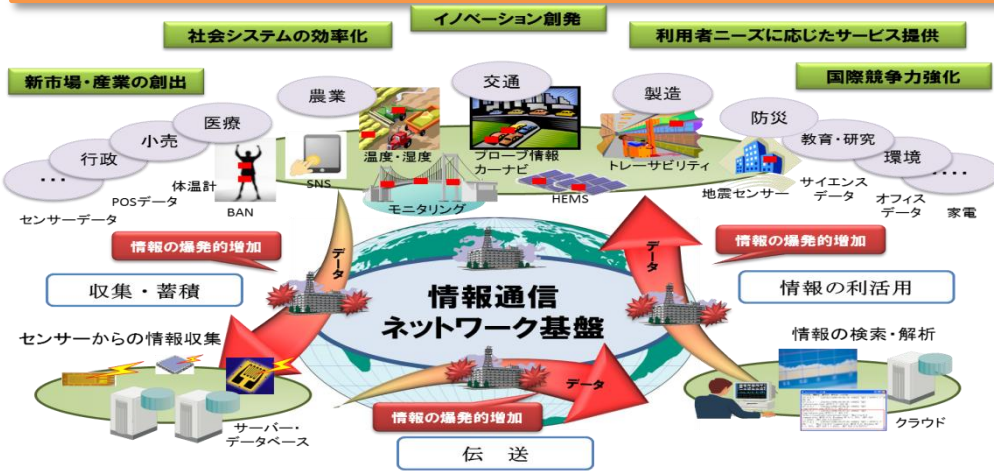 イノベーション創発
社会システムの効率化
利用者ニーズに応じたサービス提供
新市場・産業の創出
国際競争力強化
農業
交通
製造
医療
防災
小売
教育・研究
行政
環境
・・・
・・・・
温度・湿度
プローブ情報
カーナビ
トレーサビリティ
体温計
SNS
POSデータ
BAN
モニタリング
HEMS
地震センサー
サイエンス
データ
オフィス
データ
家電
センサーデータ
情報の爆発的増加
情報の爆発的増加
データ
データ
収集・蓄積
情報の利活用
情報通信
ネットワーク基盤
センサーからの情報収集
情報の検索・解析
データ
情報の爆発的増加
サーバー・
データベース
クラウド
伝 送